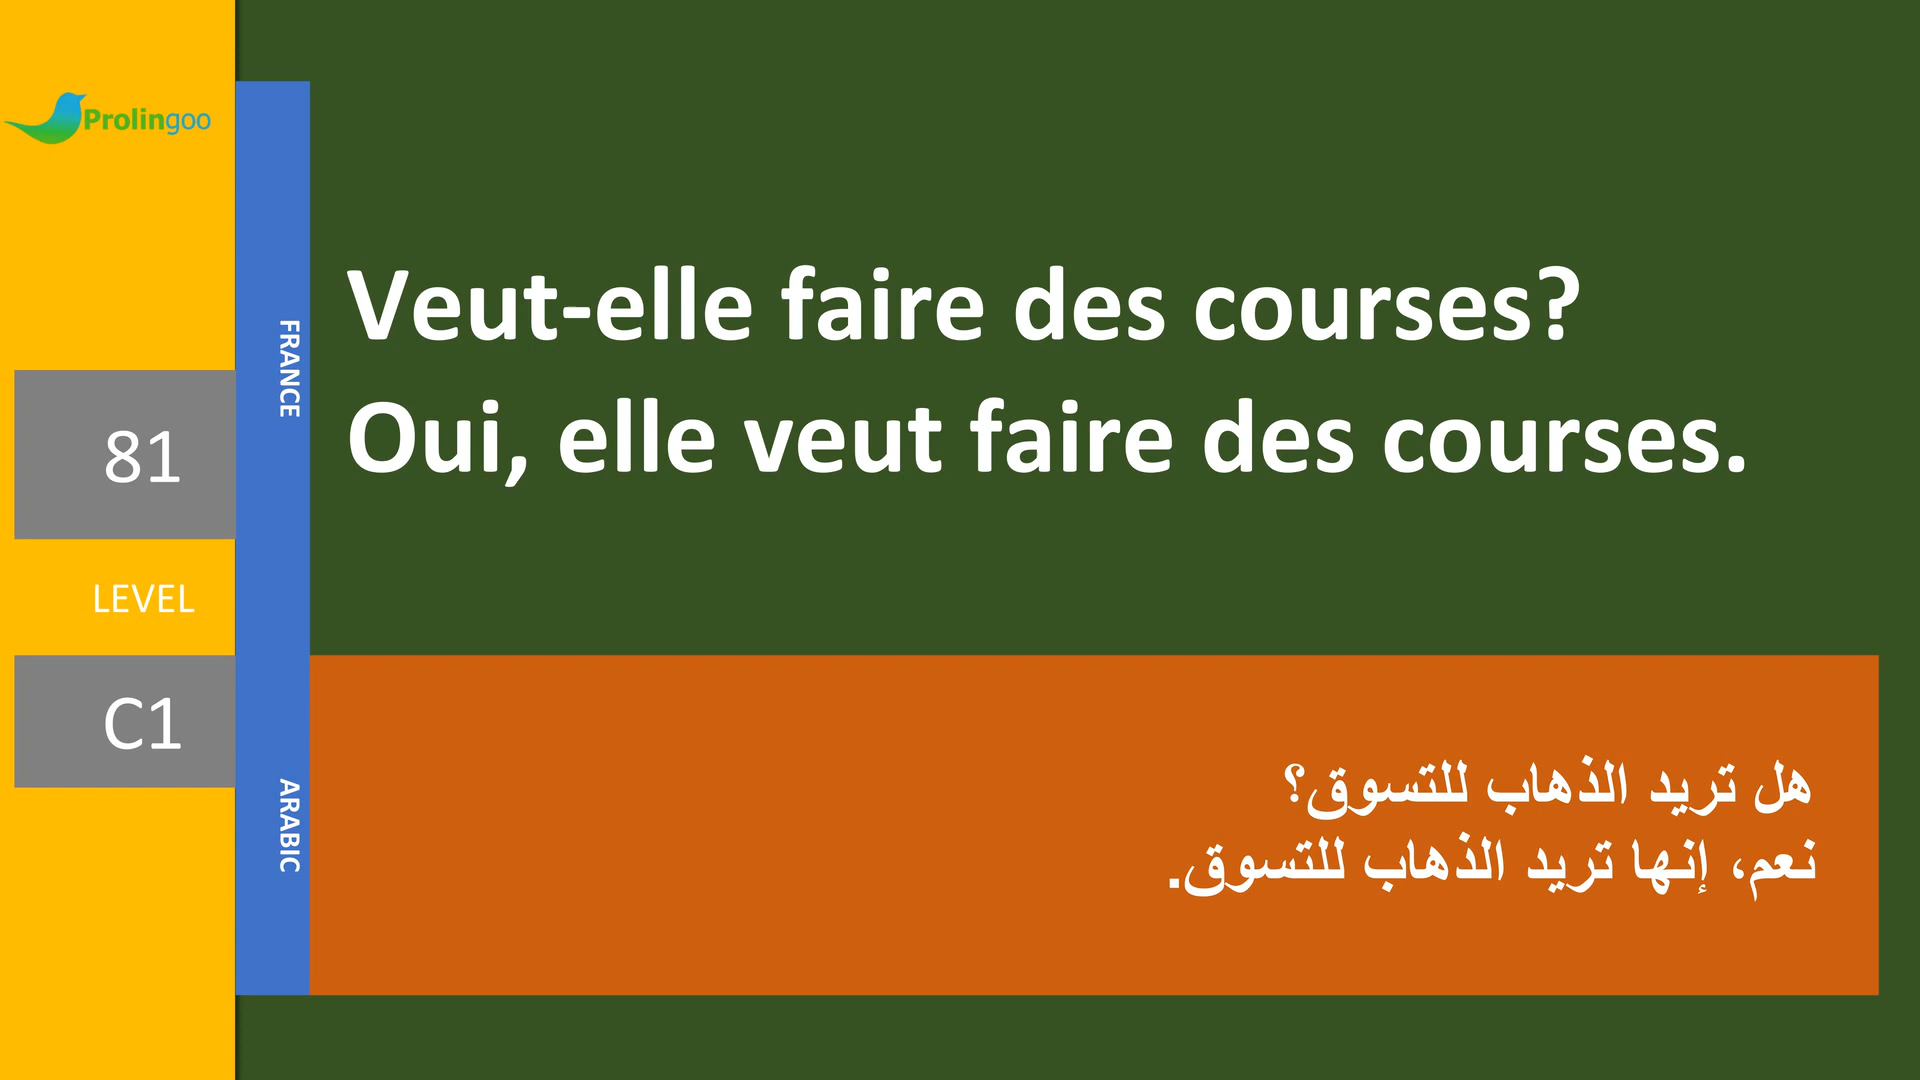 Prolingoo
FRANCE
Veut-elle faire des courses?
Oui, elle veut faire des courses.
81
LEVEL
C1
ARABIC
هل تريد الذهاب للتسوق؟
نعم، إنها تريد الذهاب للتسوق.